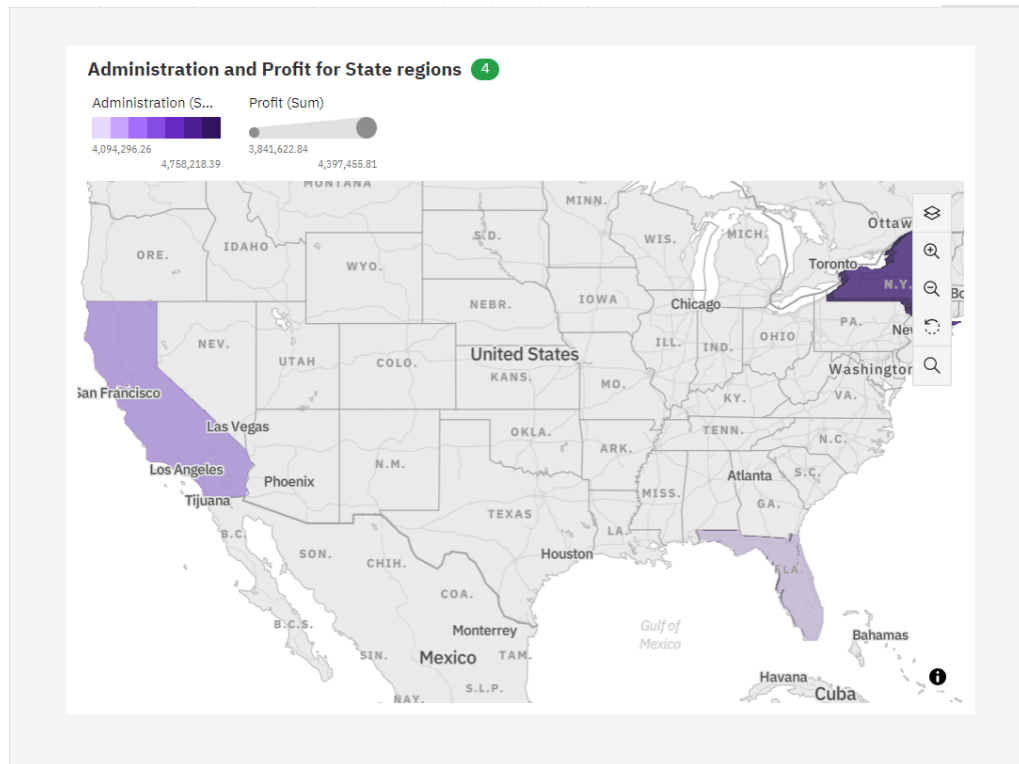 Administration and Profit for State regions 4
Administration (S... Profit (Sum)
4,094,296.26 3,841,622.84
4,758,218.39 4,397,455.81
MONTANA
MINN.
Ottaw
ORE.
IDAHO
S.D.
WIS.
MICH.
WYO.
Toronto
N.Y.
NEBR.
IOWA
Chicago
Bo
NEV.
UTAH
COLO.
United States
ILL.
IND.
OHIO
PA.
New
KANS.
MO.
Washington
San Francisco
KY.
VA.
Las Vegas
OKLA.
TENN.
N.C.
ARK.
Los Angeles
N.M.
Phoenix
Atlanta
S.C.
Tijuana
MISS.
GA.
TEXAS
B.C.
LA.
SON.
CHIH.
Houston
FLA.
COA.
B.C.S.
Monterrey
Gulf of
Mexico
Bahamas
SIN.
Mexico
TAM.
Havana
S.L.P.
Cuba
NAY.